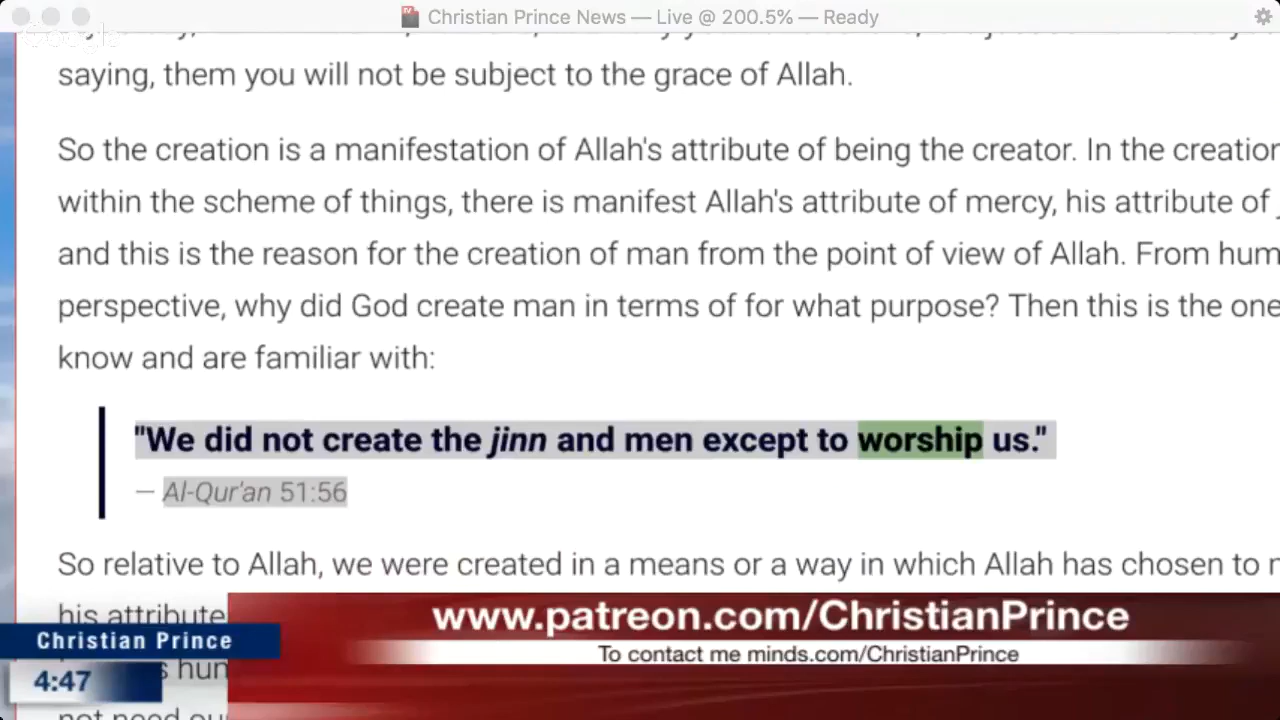 Christian Prince News — Live @ 200.5% — Ready
Google
saying, them you will not be subject to the grace of Allah.
So the creation is a manifestation of Allah's attribute of being the creator. In the creation
within the scheme of things, there is manifest Allah's attribute of mercy, his attribute of
and this is the reason for the creation of man from the point of view of Allah. From hum
perspective, why did God create man in terms of for what purpose? Then this is the one
know and are familiar with:
"We did not create the jinn and men except to worship us."
— Al-Qur'an 51:56
So relative to Allah, we were created in a means or a way in which Allah has chosen to
his attribute
www.patreon.com/ChristianPrince
Christian Prince
To contact me minds.com/ChristianPrince
4:47
s hum
not need our